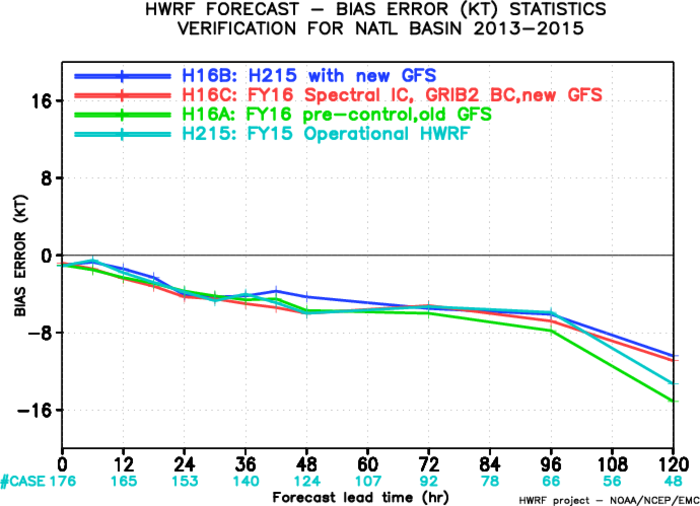 HWRF FORECAST – BIAS ERROR (KT) STATISTICS
VERIFICATION FOR NATL BASIN 2013–2015
H16B: H215 with new GFS
H16C: FY16 Spectral IC, GRIB2 BC,new GFS
H16A: FY16 pre–control,old GFS
H215: FY15 Operational HWRF
BIAS ERROR (KT)
16
8
0
–8
–16
0 12 24 36 48 60 72 84 96 108 120
#CASE 176 165 153 140 124 107 92 78 66 56 48
Forecast lead time (hr)
HWRF project – NOAA/NCEP/EMC